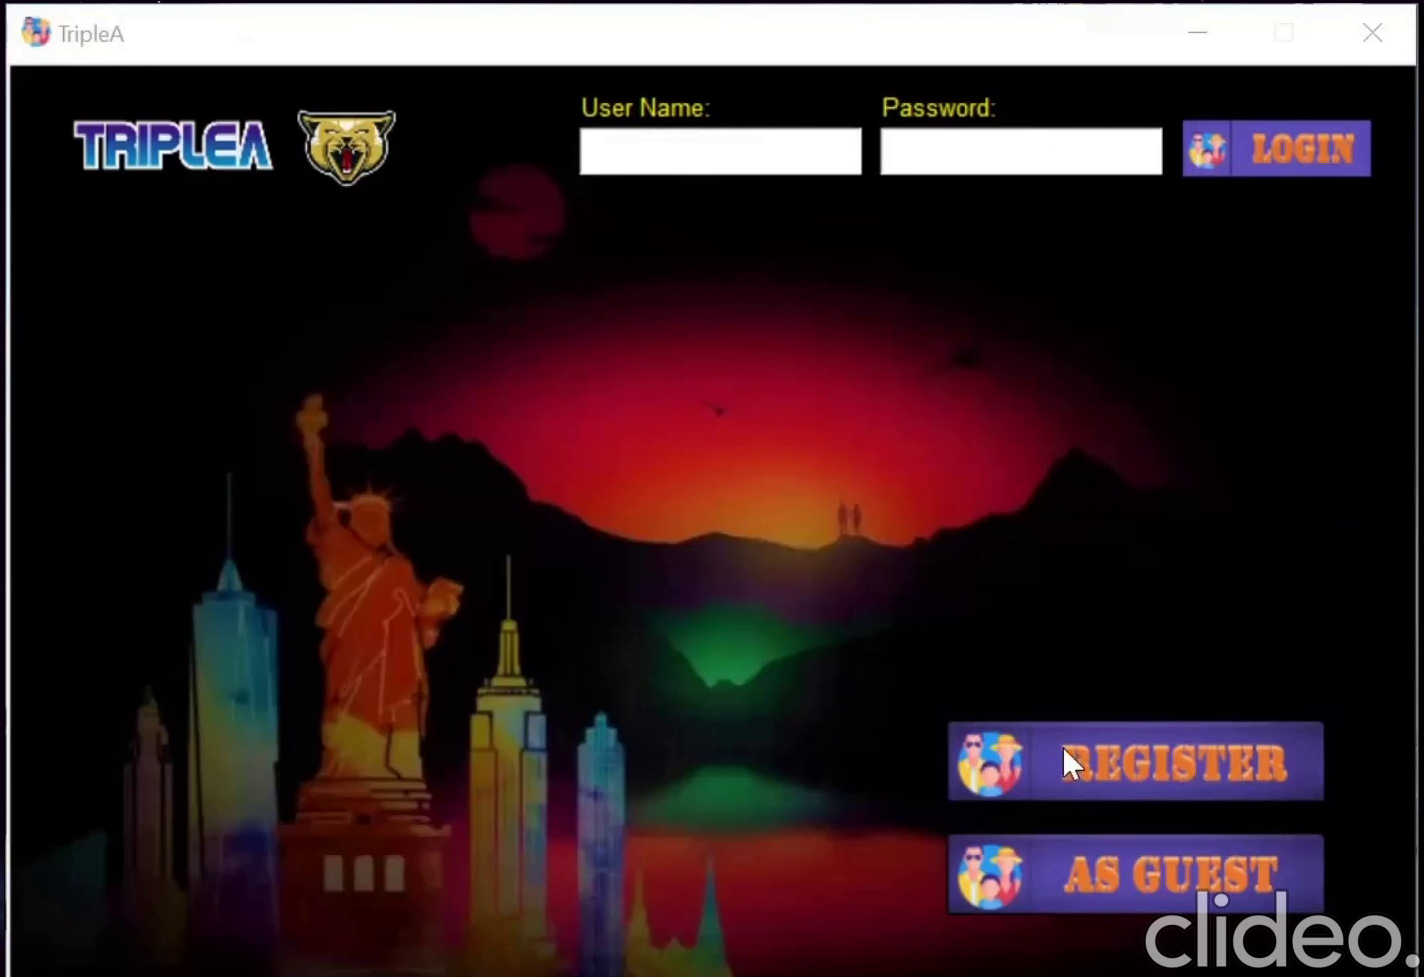 TripleA
TRIPLEA
User Name:
Password:
LOGIN
REGISTER
AS GUEST
clideo.